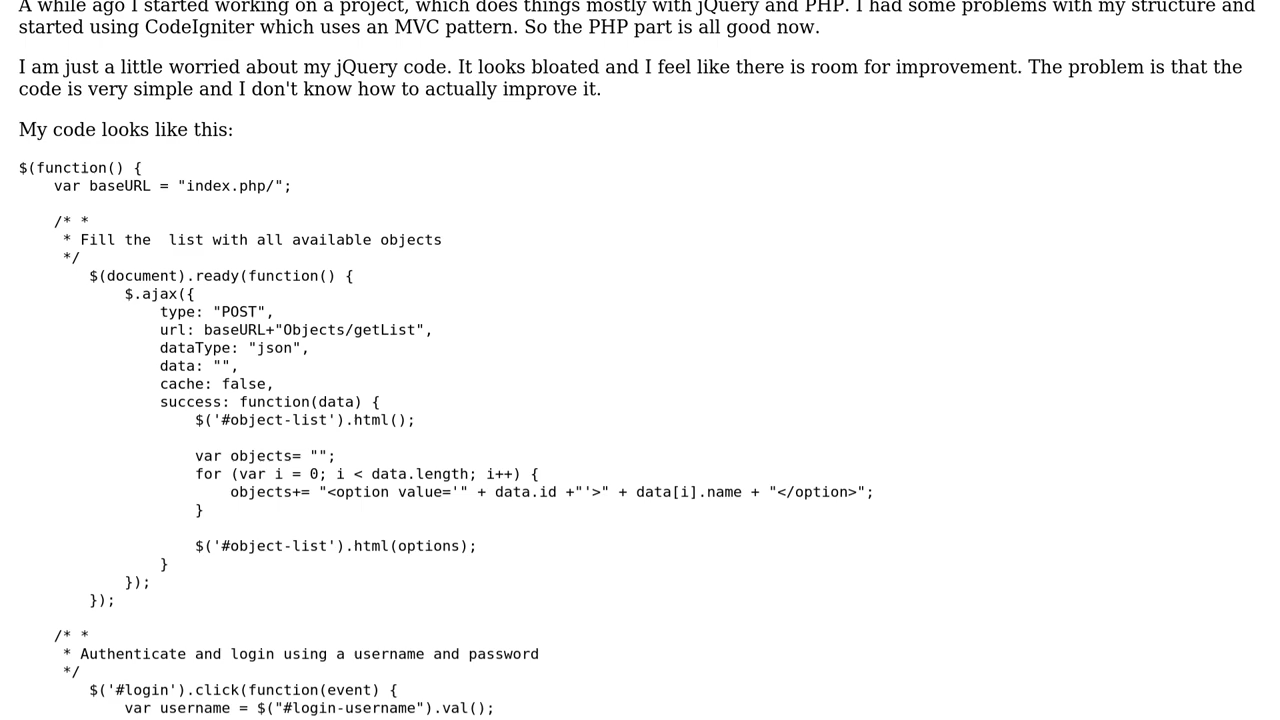 A while ago I started working on a project, which does things mostly with jQuery and PHP. I had some problems with my structure and
started using CodeIgniter which uses an MVC pattern. So the PHP part is all good now.
I am just a little worried about my jQuery code. It looks bloated and I feel like there is room for improvement. The problem is that the
code is very simple and I don't know how to actually improve it.
My code looks like this:
$(function() {
    var baseURL = "index.php/";
    /* *
     * Fill the  list with all available objects
     */
        $(document).ready(function() {
            $.ajax({
                type: "POST",
                url: baseURL+"Objects/getList",
                dataType: "json",
                data: "",
                cache: false,
                success: function(data) {
                    $('#object-list').html();
                    var objects= "";
                    for (var i = 0; i < data.length; i++) {
                        objects+= "<option value='" + data.id +"'>" + data[i].name + "</option>";
                    }
                    $('#object-list').html(options);
                }
            });
        });
    /* *
     * Authenticate and login using a username and password
     */
        $('#login').click(function(event) {
            var username = $("#login-username").val();